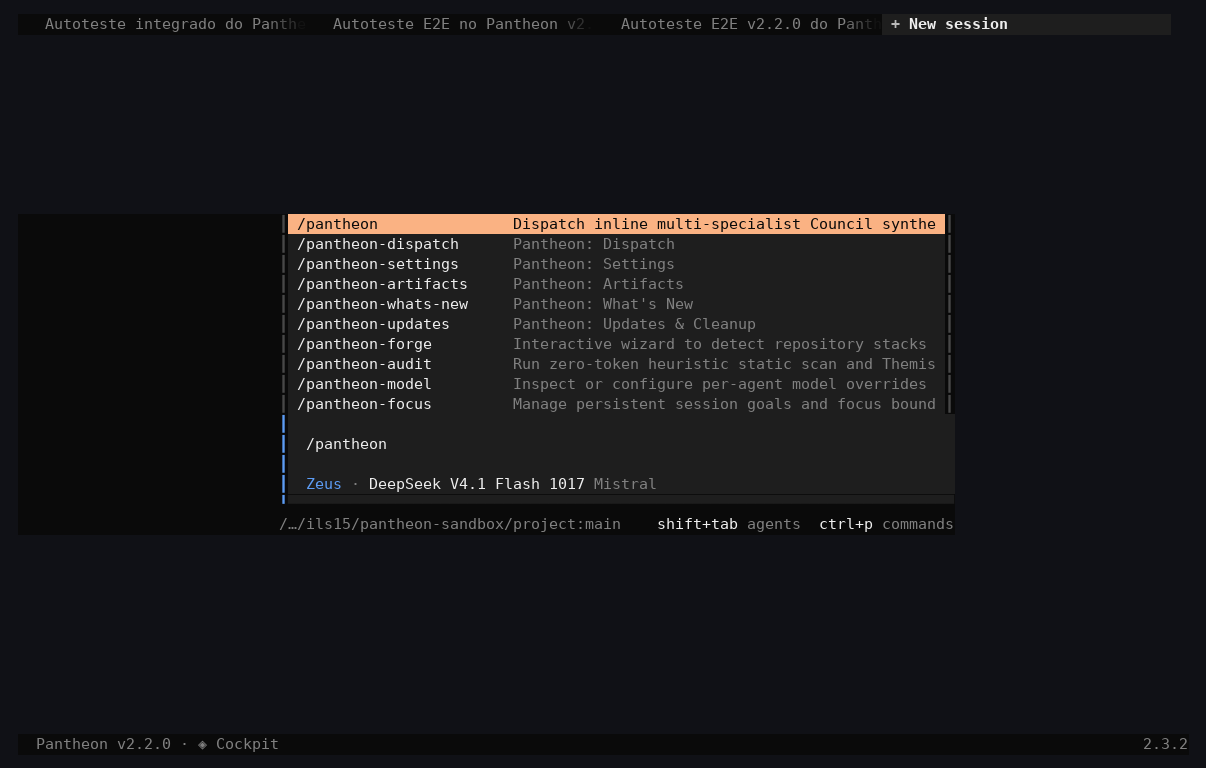 Autoteste integrado do Panthe
Autoteste E2E no Pantheon v2.
Autoteste E2E v2.2.0 do Panth
+ New session
/pantheon Dispatch inline multi-specialist Council synthe
/pantheon-dispatch Pantheon: Dispatch
/pantheon-settings Pantheon: Settings
/pantheon-artifacts Pantheon: Artifacts
/pantheon-whats-new Pantheon: What's New
/pantheon-updates Pantheon: Updates & Cleanup
/pantheon-forge Interactive wizard to detect repository stacks
/pantheon-audit Run zero-token heuristic static scan and Themis
/pantheon-model Inspect or configure per-agent model overrides
/pantheon-focus Manage persistent session goals and focus bound
/pantheon
Zeus · DeepSeek V4.1 Flash 1017 Mistral
/…/ils15/pantheon-sandbox/project:main shift+tab agents ctrl+p commands
Pantheon v2.2.0 · ◈ Cockpit 2.3.2